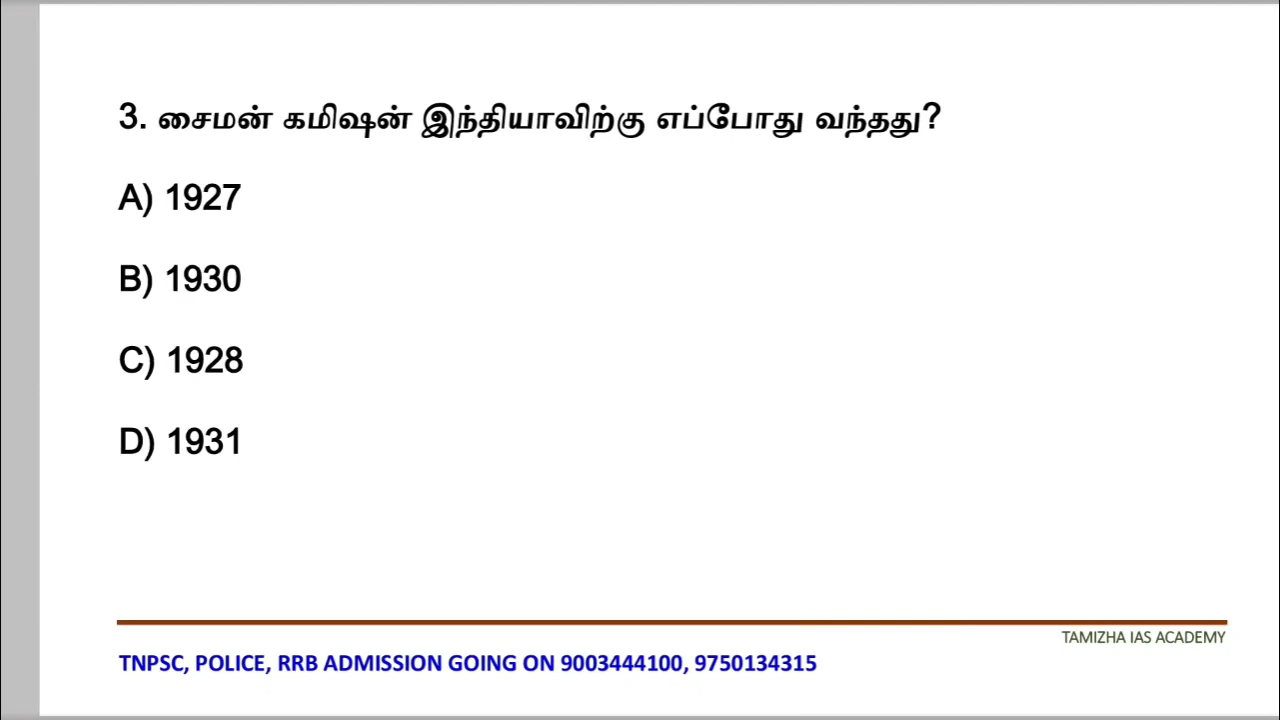 3. சைமன் கமிஷன் இந்தியாவிற்கு எப்போது வந்தது?
A) 1927
B) 1930
C) 1928
D) 1931
TAMIZHA IAS ACADEMY
TNPSC, POLICE, RRB ADMISSION GOING ON 9003444100, 9750134315